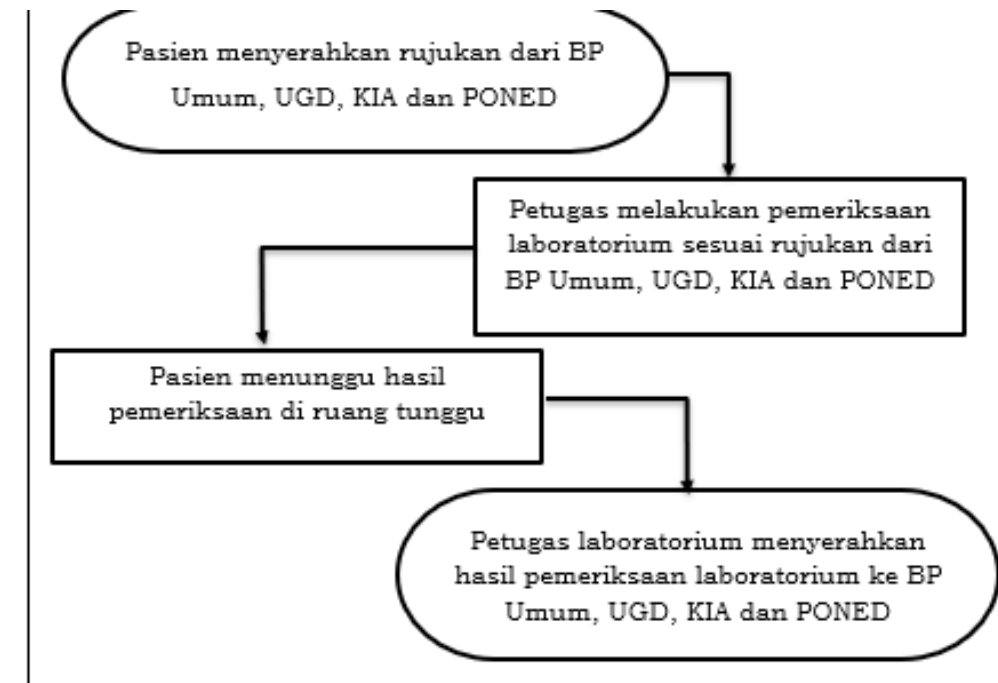 Pasien menyerahkan rujukan dari BP
Umum, UGD, KIA dan PONED
Petugas melakukan pemeriksaan
laboratorium sesuai rujukan dari
BP Umum, UGD, KIA dan PONED
Pasien menunggu hasil
pemeriksaan di ruang tunggu
Petugas laboratorium menyerahkan
hasil pemeriksaan laboratorium ke BP
Umum, UGD, KIA dan PONED